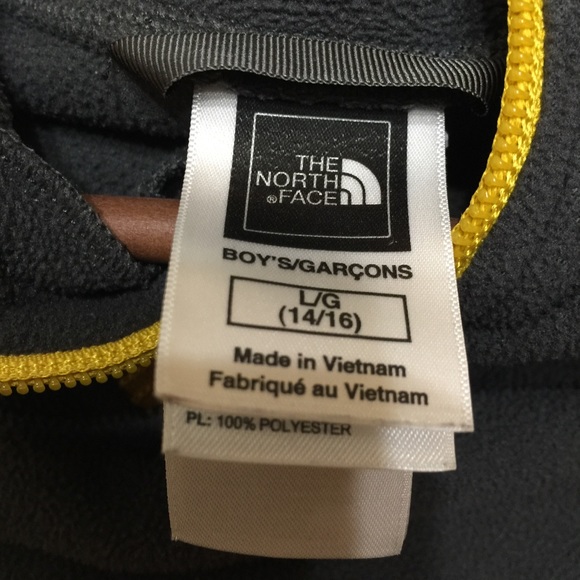 THE
NORTH
®FACE
BOY'S/GARÇONS
L/G
(14/16)
Made in Vietnam
Fabriqué au Vietnam
PL: 100% POLYESTER